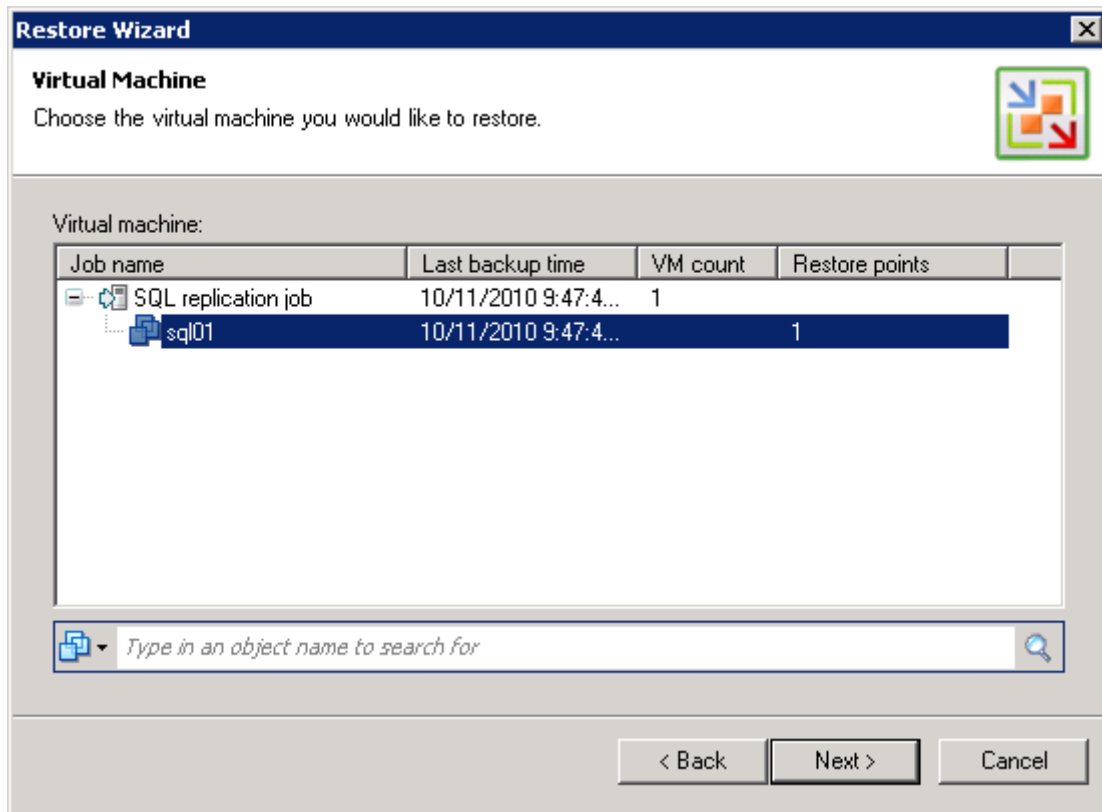 Restore Wizard
Virtual Machine
Choose the virtual machine you would like to restore.
Virtual machine:
Job name Last backup time VM count Restore points
SQL replication job 10/11/2010 9:47:4... 1
sql01 10/11/2010 9:47:4... 1
Type in an object name to search for
< Back Next > Cancel